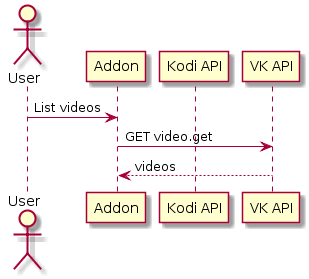 User
Addon
Kodi API
VK API
List videos
GET video.get
videos
User
Addon
Kodi API
VK API